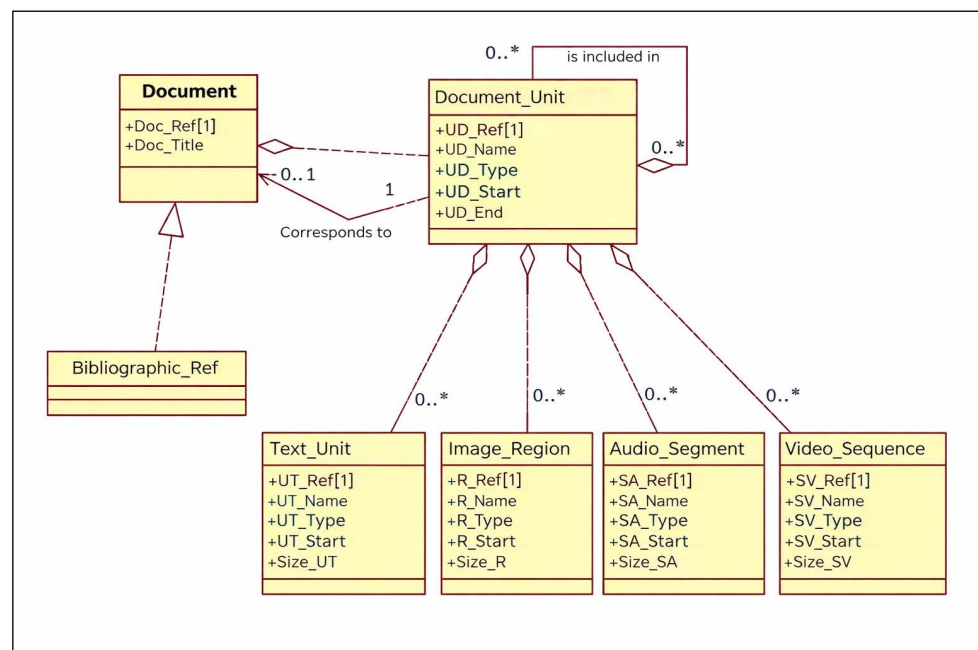 Document
+Doc_Ref[1]
+Doc_Title
0..*
is included in
Document_Unit
+UD_Ref[1]
+UD_Name
+UD_Type
+UD_Start
+UD_End
0..*
0..1
1
Corresponds to
Bibliographic_Ref
0..*
0..*
0..*
0..*
Text_Unit
+UT_Ref[1]
+UT_Name
+UT_Type
+UT_Start
+Size_UT
Image_Region
+R_Ref[1]
+R_Name
+R_Type
+R_Start
+Size_R
Audio_Segment
+SA_Ref[1]
+SA_Name
+SA_Type
+SA_Start
+Size_SA
Video_Sequence
+SV_Ref[1]
+SV_Name
+SV_Type
+SV_Start
+Size_SV